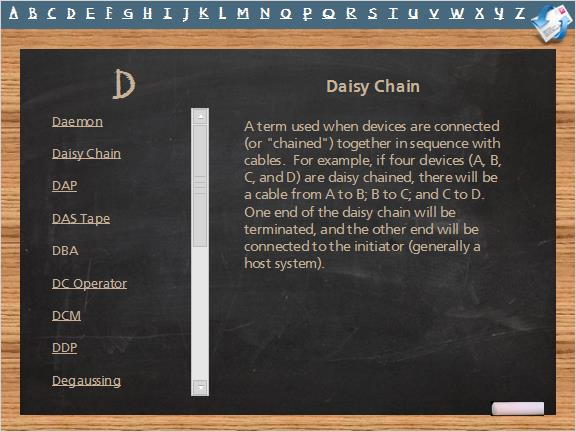 A B C D E F G H I J K L M N O P Q R S T U V W X Y Z
D
Daemon
Daisy Chain
DAP
DAS Tape
DBA
DC Operator
DCM
DDP
Degaussing
Daisy Chain
A term used when devices are connected
(or "chained") together in sequence with
cables.  For example, if four devices (A, B,
C, and D) are daisy chained, there will be
a cable from A to B; B to C; and C to D.
One end of the daisy chain will be
terminated, and the other end will be
connected to the initiator (generally a
host system).